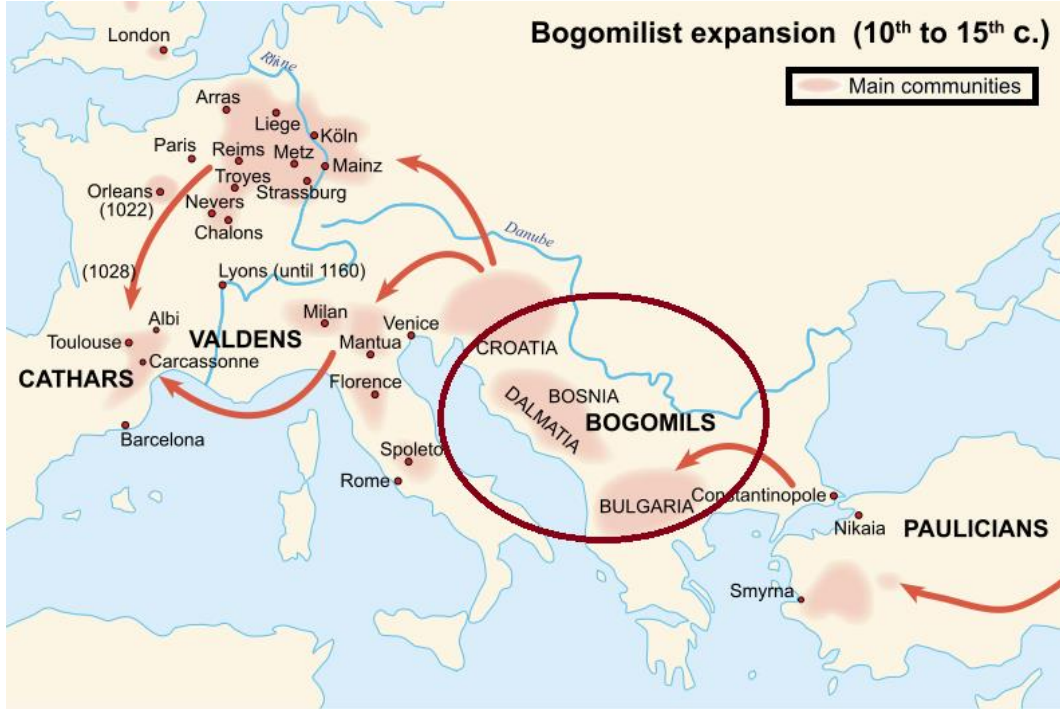 Bogomilist expansion (10th to 15th c.)
Main communities
London
Rhine
Arras
Liege
Köln
Paris
Reims
Metz
Mainz
Troyes
Strassburg
Orleans
(1022)
Nevers
Chalons
Danube
(1028)
Lyons (until 1160)
Albi
Milan
Venice
Toulouse
VALDENS
Mantua
CROATIA
Carcassonne
CATHARS
Florence
BOSNIA
DALMATIA
BOGOMILS
Barcelona
Spoleto
Rome
BULGARIA
Constantinopole
Nikaia
PAULICIANS
Smyrna